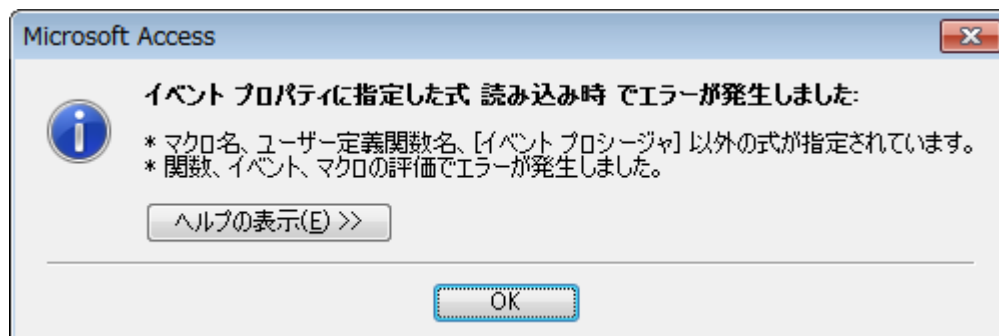 Microsoft Access
イベント プロパティに指定した式 読み込み時 でエラーが発生しました:
* マクロ名、ユーザー定義関数名、[イベント プロシージャ] 以外の式が指定されています。
* 関数、イベント、マクロの評価でエラーが発生しました。
ヘルプの表示(E) >>
OK